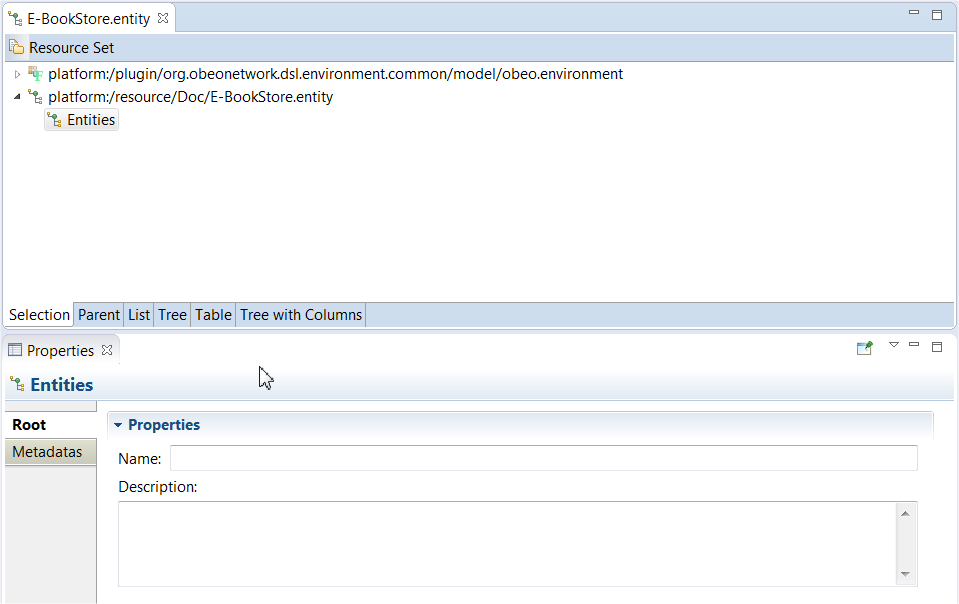 E-BookStore.entity
Resource Set
platform:/plugin/org.obeonetwork.dsl.environment.common/model/obeo.environment
platform:/resource/Doc/E-BookStore.entity
Entities
Selection Parent List Tree Table Tree with Columns
Properties
Entities
Root
Metadatas
Properties
Name:
Description: